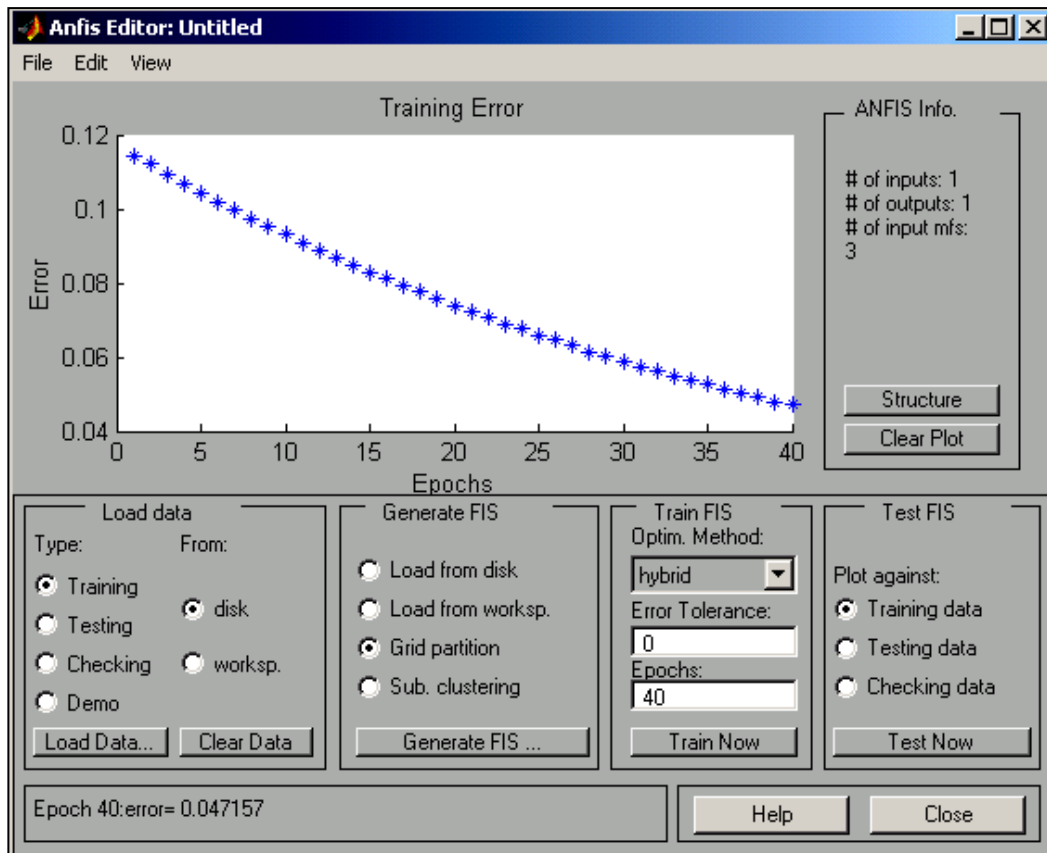 Anfis Editor: Untitled
File Edit View
Training Error
0.12
0.1
0.08
0.06
0.04
Error
0 5 10 15 20 25 30 35 40
Epochs
ANFIS Info.
# of inputs: 1
# of outputs: 1
# of input mfs:
3
Structure
Clear Plot
Load data
Type: From:
Training
Testing
Checking
Demo
disk
worksp.
Load Data... Clear Data
Generate FIS
Load from disk
Load from worksp.
Grid partition
Sub. clustering
Generate FIS ...
Train FIS
Optim. Method:
hybrid
Error Tolerance:
0
Epochs:
40
Train Now
Test FIS
Plot against:
Training data
Testing data
Checking data
Test Now
Epoch 40:error= 0.047157
Help Close